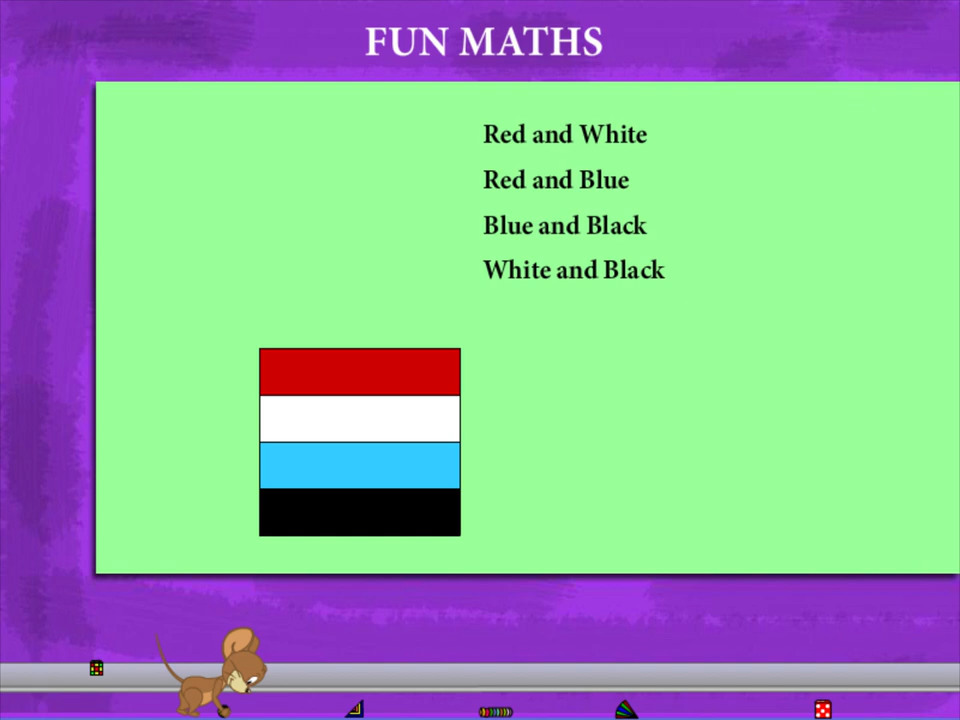 FUN MATHS
Red and White
Red and Blue
Blue and Black
White and Black